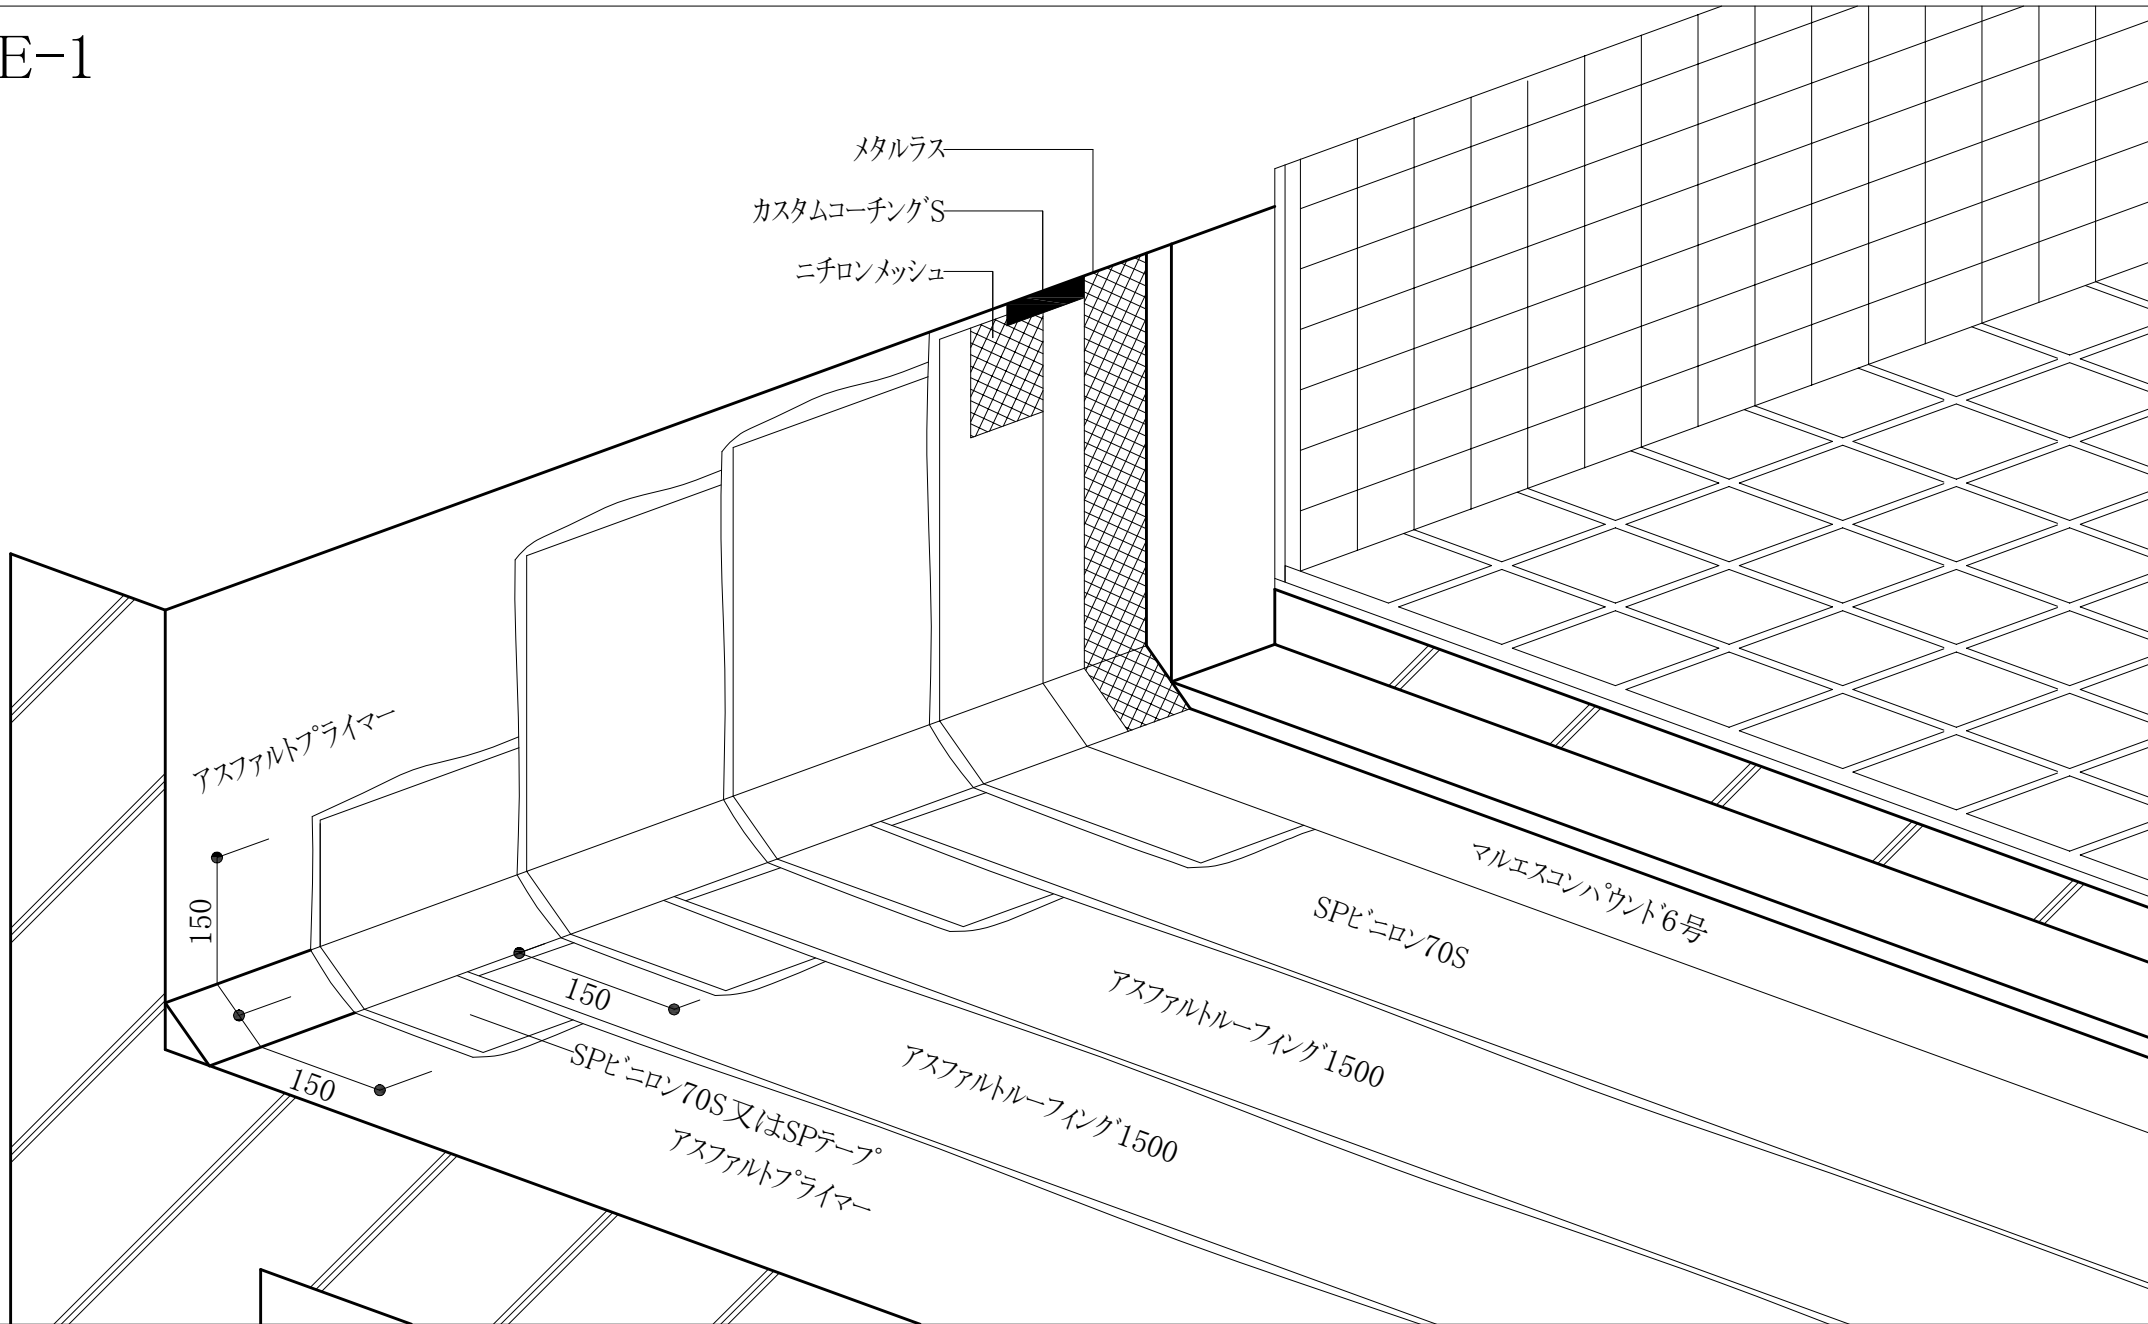 E-1
メタルラス
カスタムコーチングS
ニチロンメッシュ
アスファルトプライマー
150
150
150
マルエスコンパウンド6号
SPビニロン70S
アスファルトルーフィング1500
アスファルトルーフィング1500
SPビニロン70S又はSPテープ
アスファルトプライマー